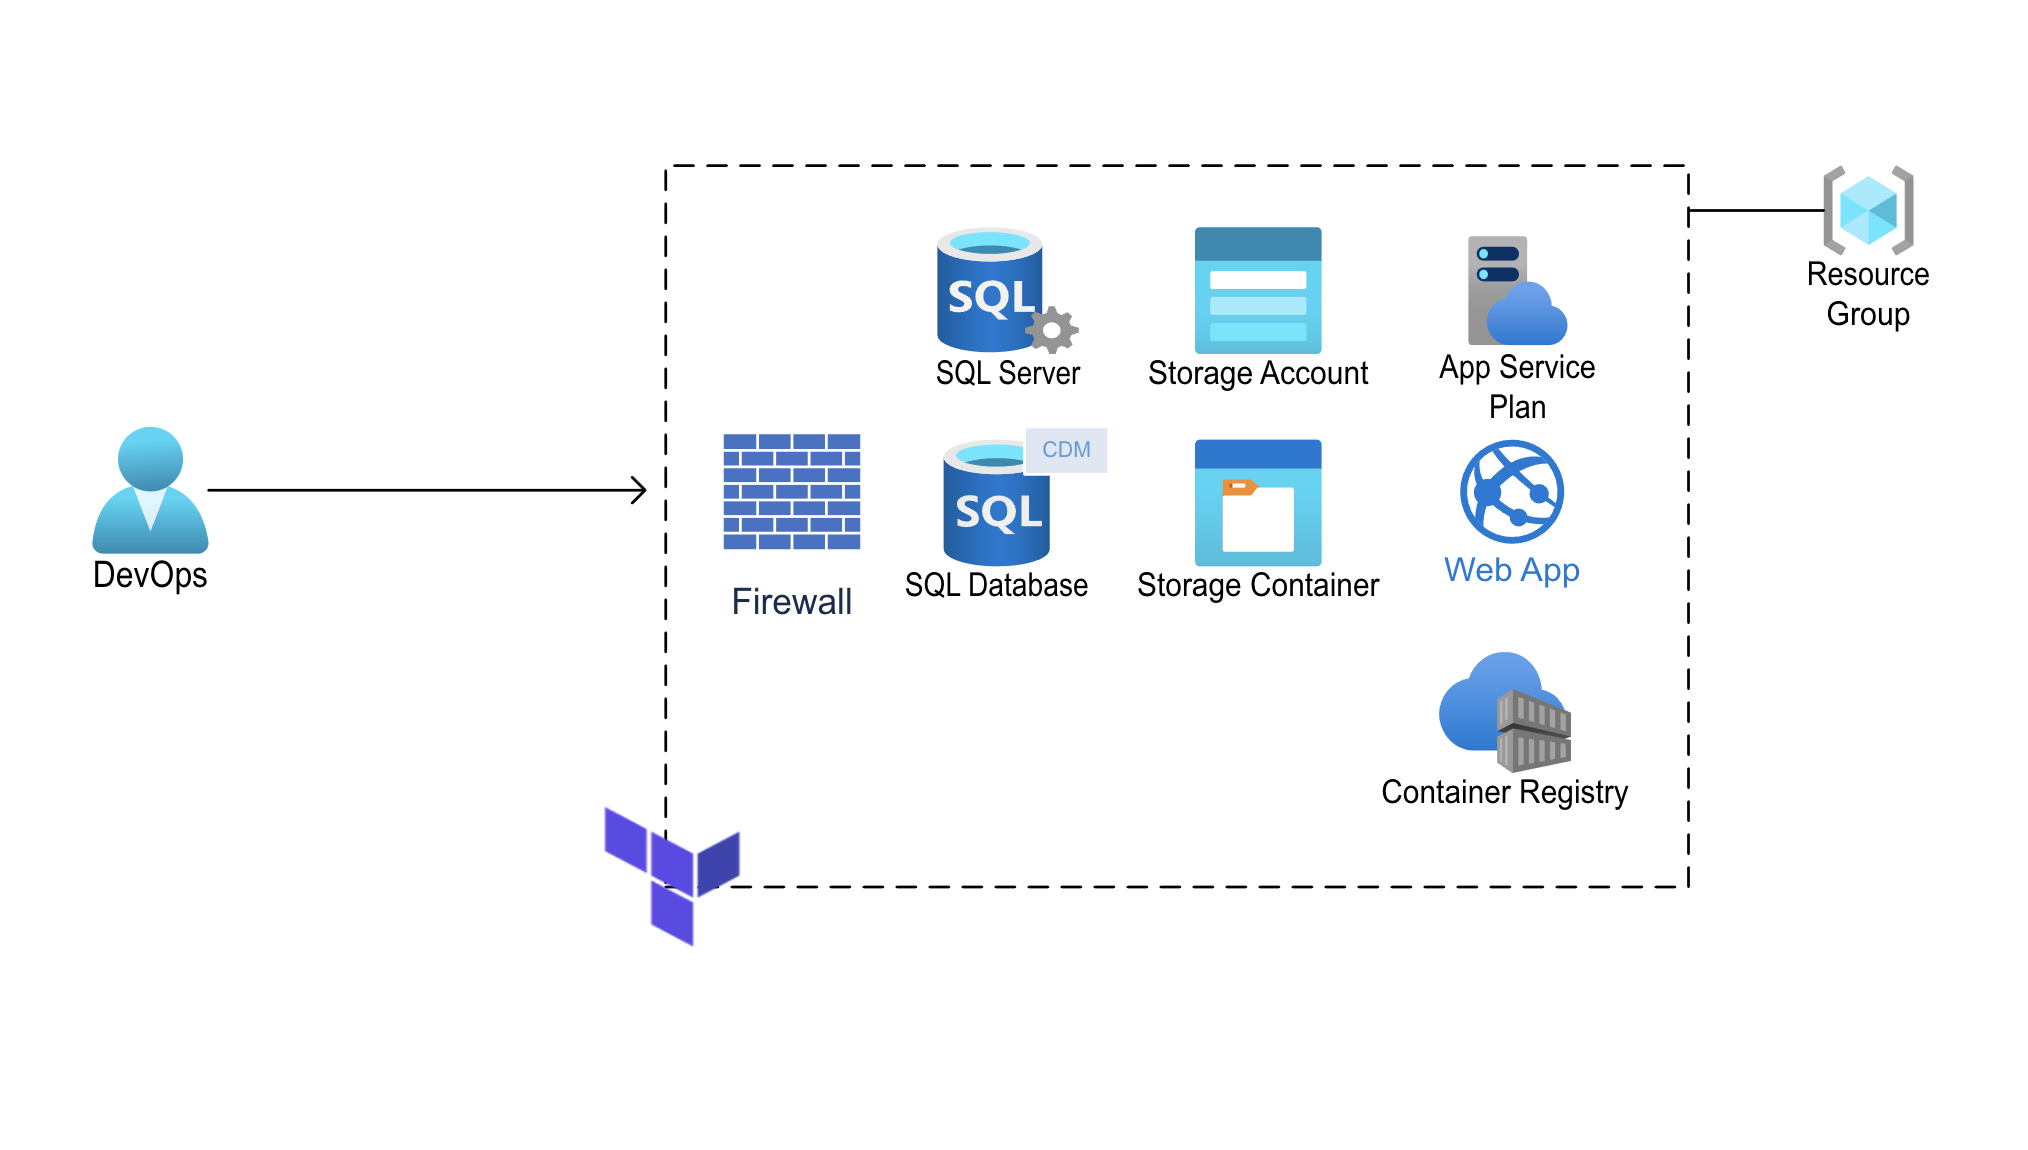 Resource
Group
SQL
SQL Server
Storage Account
App Service
Plan
DevOps
Firewall
CDM
SQL
SQL Database
Storage Container
Web App
Container Registry